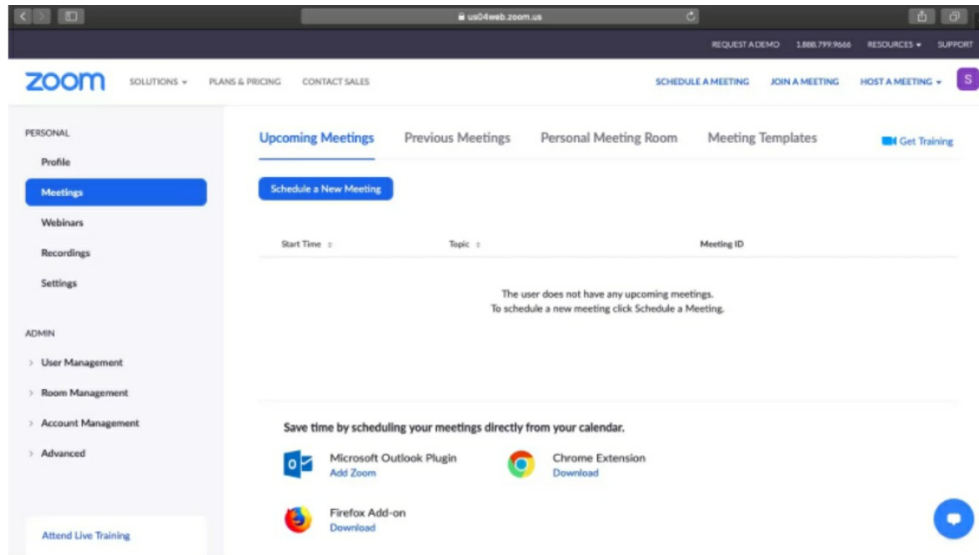 us04web.zoom.us
REQUEST A DEMO 1.888.799.9666 RESOURCES SUPPORT
zoom SOLUTIONS PLANS & PRICING CONTACT SALES SCHEDULE A MEETING JOIN A MEETING HOST A MEETING S
PERSONAL
Profile
Meetings
Webinars
Recordings
Settings
ADMIN
User Management
Room Management
Account Management
Advanced
Attend Live Training
Upcoming Meetings Previous Meetings Personal Meeting Room Meeting Templates Get Training
Schedule a New Meeting
Start Time Topic Meeting ID
The user does not have any upcoming meetings.
To schedule a new meeting click Schedule a Meeting.
Save time by scheduling your meetings directly from your calendar.
Microsoft Outlook Plugin
Add Zoom
Chrome Extension
Download
Firefox Add-on
Download